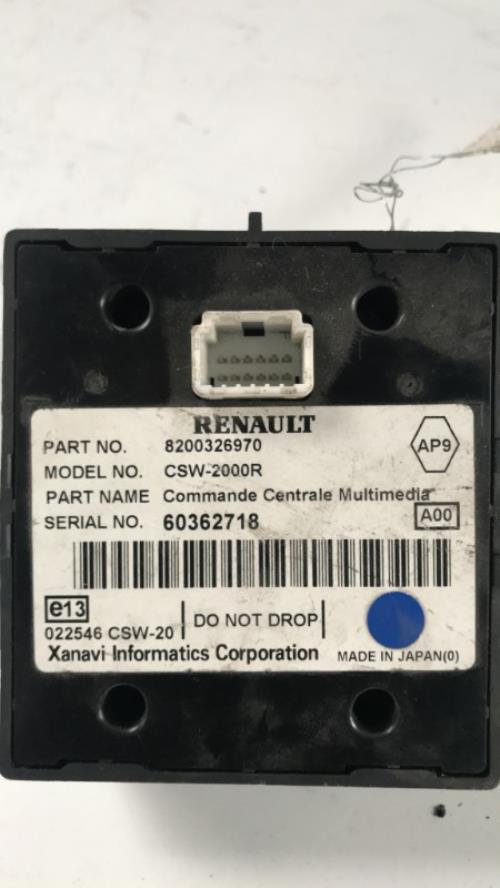 RENAULT
PART NO. 8200326970
AP9
MODEL NO. CSW-2000R
PART NAME Commande Centrale Multimedia
SERIAL NO. 60362718
A00
e13
022546 CSW-20
DO NOT DROP
Xanavi Informatics Corporation MADE IN JAPAN(0)